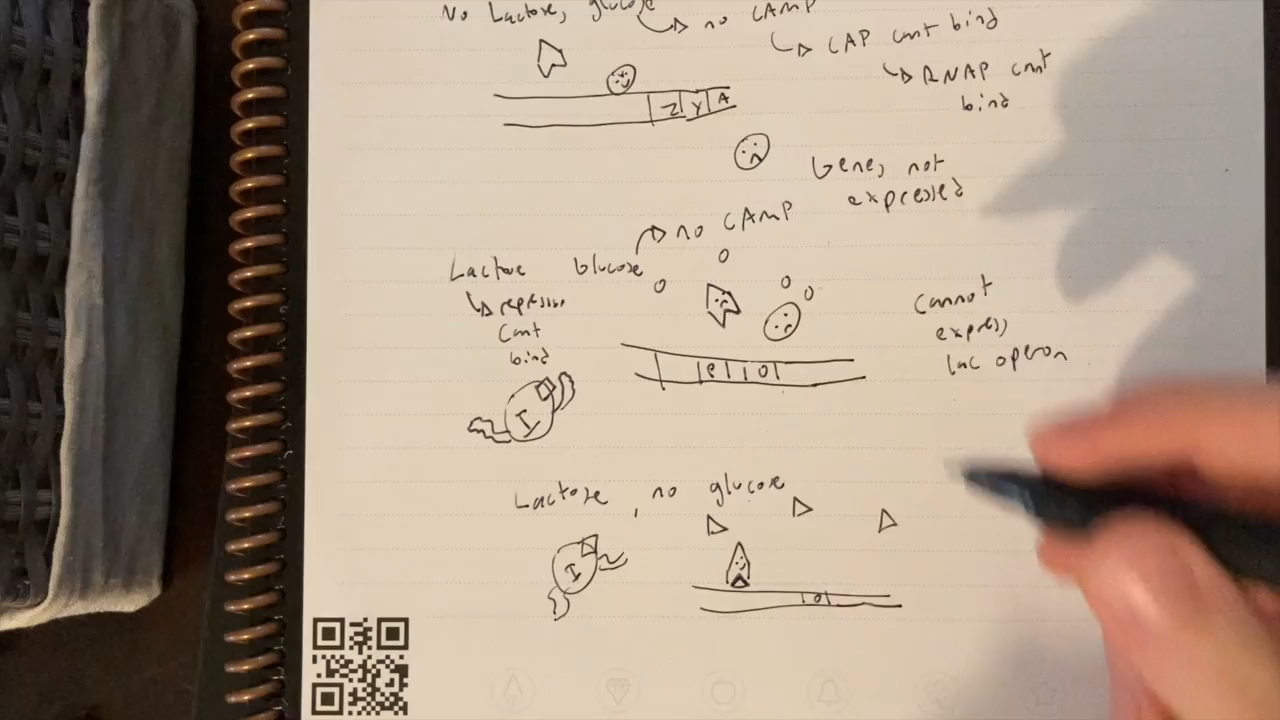 No Lactose, glucose → no cAMP
↳ CAP cant bind
↳ RNAP cant
bind
Z Y A
Genes not
expressed
→ no cAMP
Lactose Glucose
↳ repressor
cant
bind
I
P O
cannot
express
lac operon
Lactose, no glucose
I
O